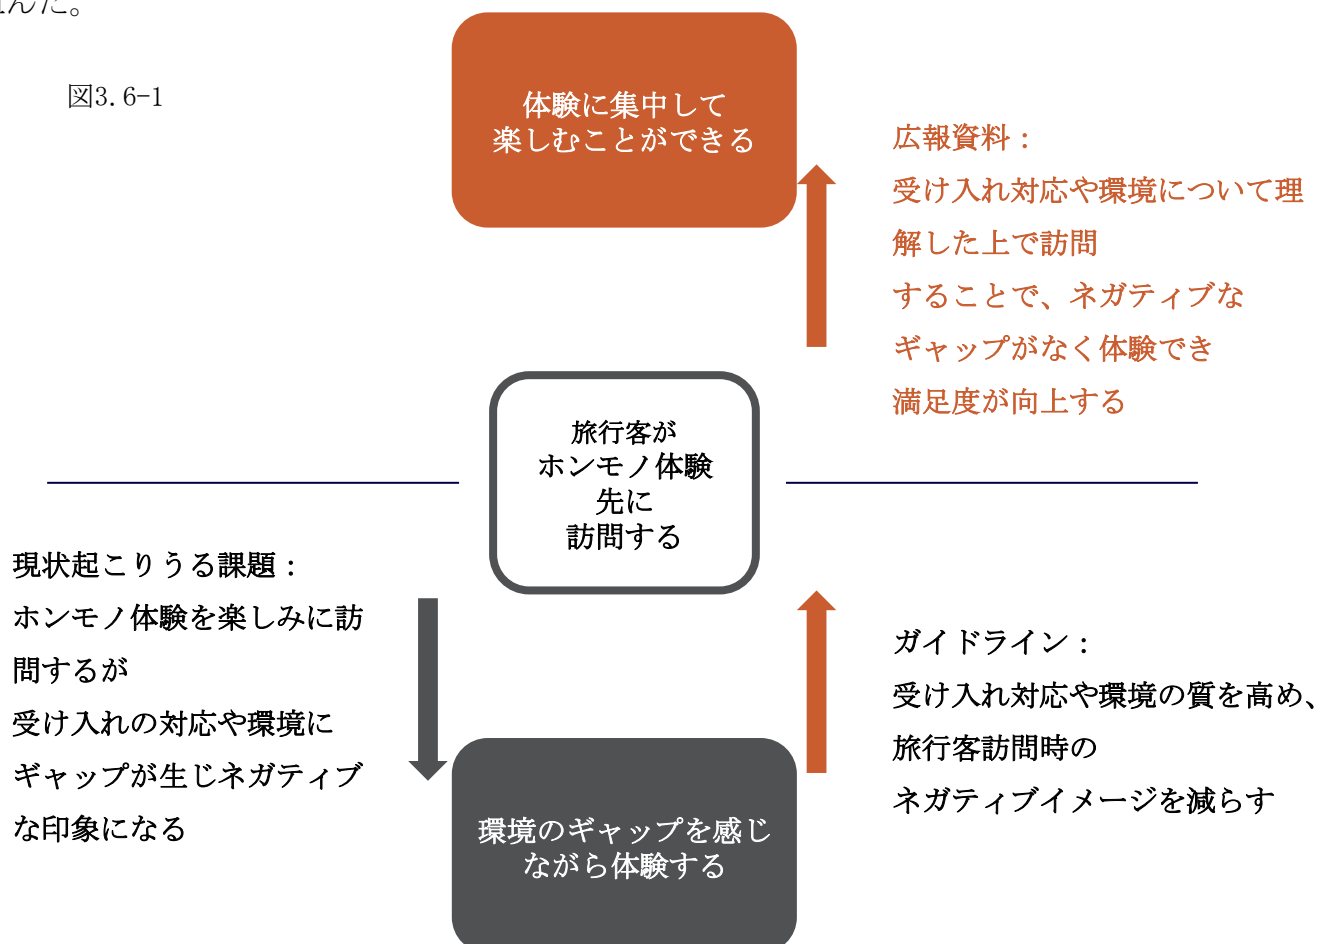 んだ。
図3.6-1
体験に集中して
楽しむことができる
広報資料：
受け入れ対応や環境について理
解した上で訪問
することで、ネガティブな
ギャップがなく体験でき
満足度が向上する
旅行客が
ホンモノ体験
先に
訪問する
現状起こりうる課題：
ホンモノ体験を楽しみに訪
問するが
受け入れの対応や環境に
ギャップが生じネガティブ
な印象になる
ガイドライン：
受け入れ対応や環境の質を高め、
旅行客訪問時の
ネガティブイメージを減らす
環境のギャップを感じ
ながら体験する